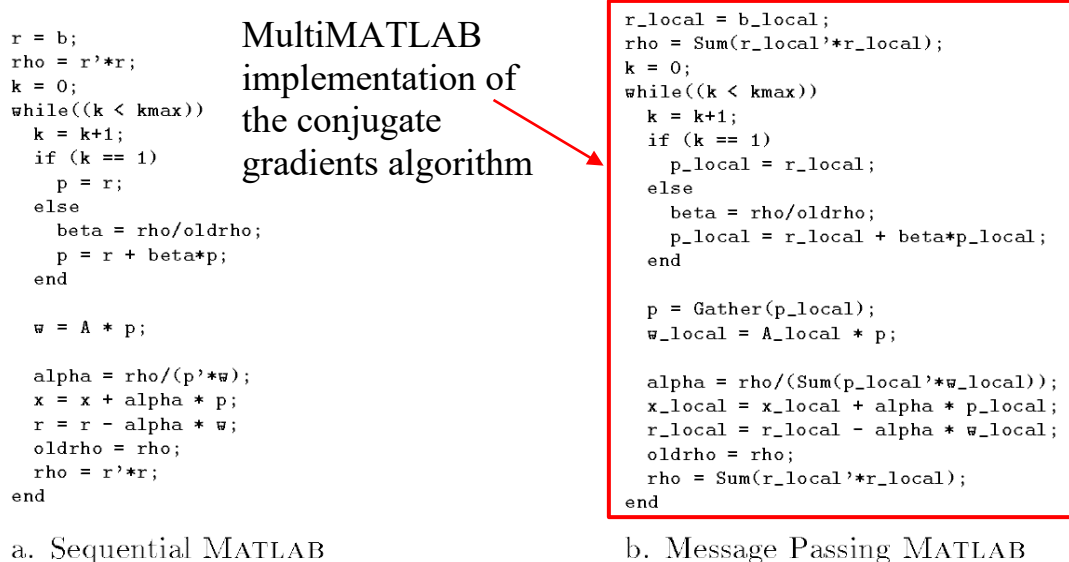 r = b;
rho = r'*r;
k = 0;
while((k < kmax))
k = k+1;
if (k == 1)
p = r;
else
beta = rho/oldrho;
p = r + beta*p;
end
w = A * p;
alpha = rho/(p'*w);
x = x + alpha * p;
r = r - alpha * w;
oldrho = rho;
rho = r'*r;
end
a. Sequential MATLAB
MultiMATLAB
implementation of
the conjugate
gradients algorithm
r_local = b_local;
rho = Sum(r_local'*r_local);
k = 0;
while((k < kmax))
k = k+1;
if (k == 1)
p_local = r_local;
else
beta = rho/oldrho;
p_local = r_local + beta*p_local;
end
p = Gather(p_local);
w_local = A_local * p;
alpha = rho/(Sum(p_local'*w_local));
x_local = x_local + alpha * p_local;
r_local = r_local - alpha * w_local;
oldrho = rho;
rho = Sum(r_local'*r_local);
end
b. Message Passing MATLAB